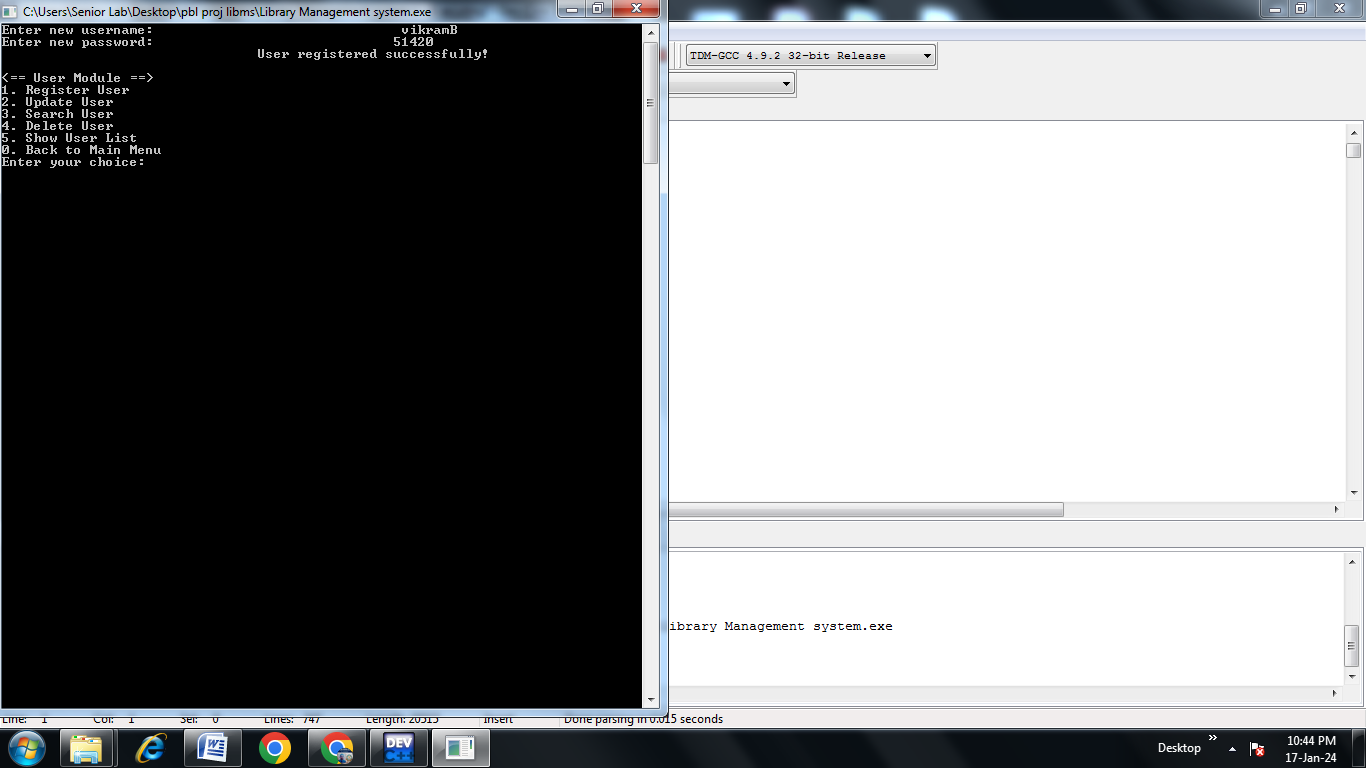 C:\Users\Senior Lab\Desktop\pbl proj libms\Library Management system.exe
Enter new username: vikramB
Enter new password: 51420
User registered successfully!
<== User Module ==>
1. Register User
2. Update User
3. Search User
4. Delete User
5. Show User List
0. Back to Main Menu
Enter your choice:
TDM-GCC 4.9.2 32-bit Release
ibrary Management system.exe
Line: 1 Col: 1 Sel: 0 Lines: 747 Length: 20515 Insert Done parsing in 0.015 seconds
DEV
C++
Desktop
10:44 PM
17-Jan-24